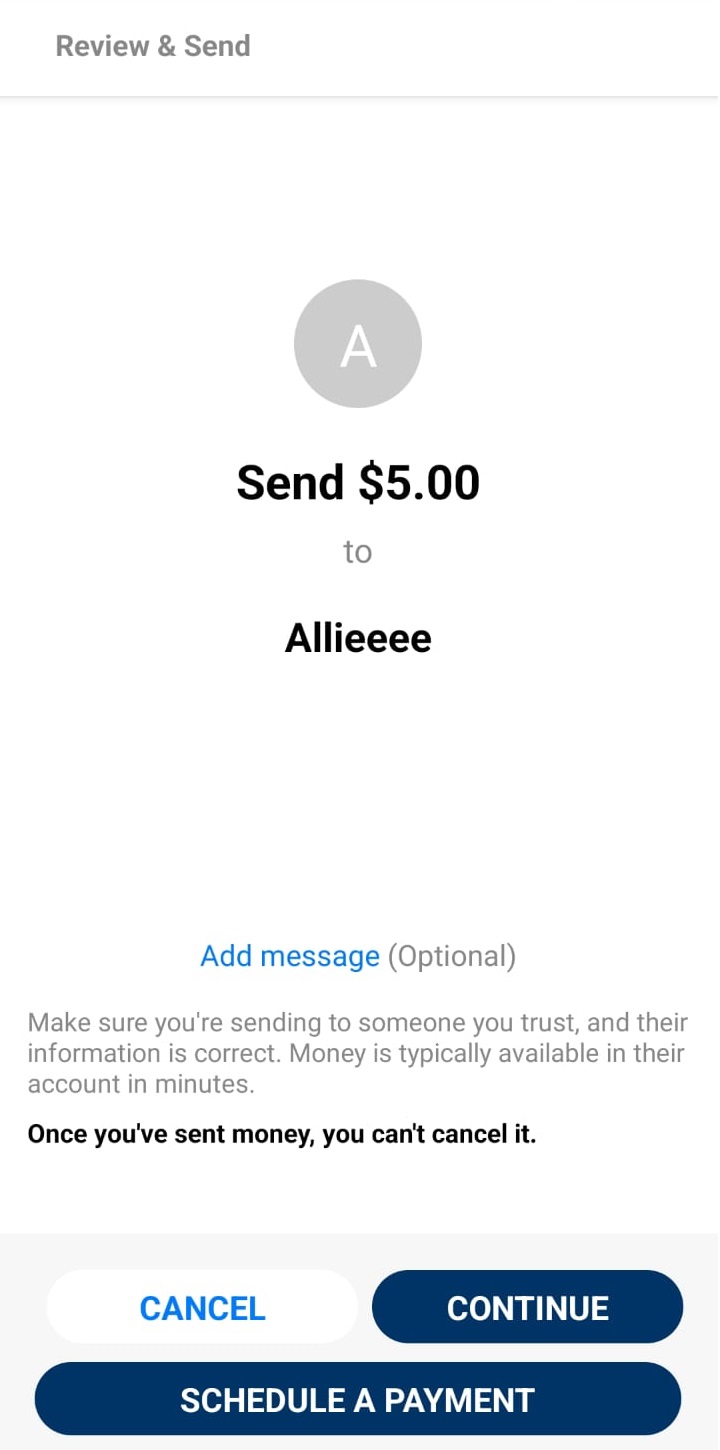 Review & Send
A
Send $5.00
to
Allieeee
Add message (Optional)
Make sure you're sending to someone you trust, and their
information is correct. Money is typically available in their
account in minutes.
Once you've sent money, you can't cancel it.
CANCEL
CONTINUE
SCHEDULE A PAYMENT